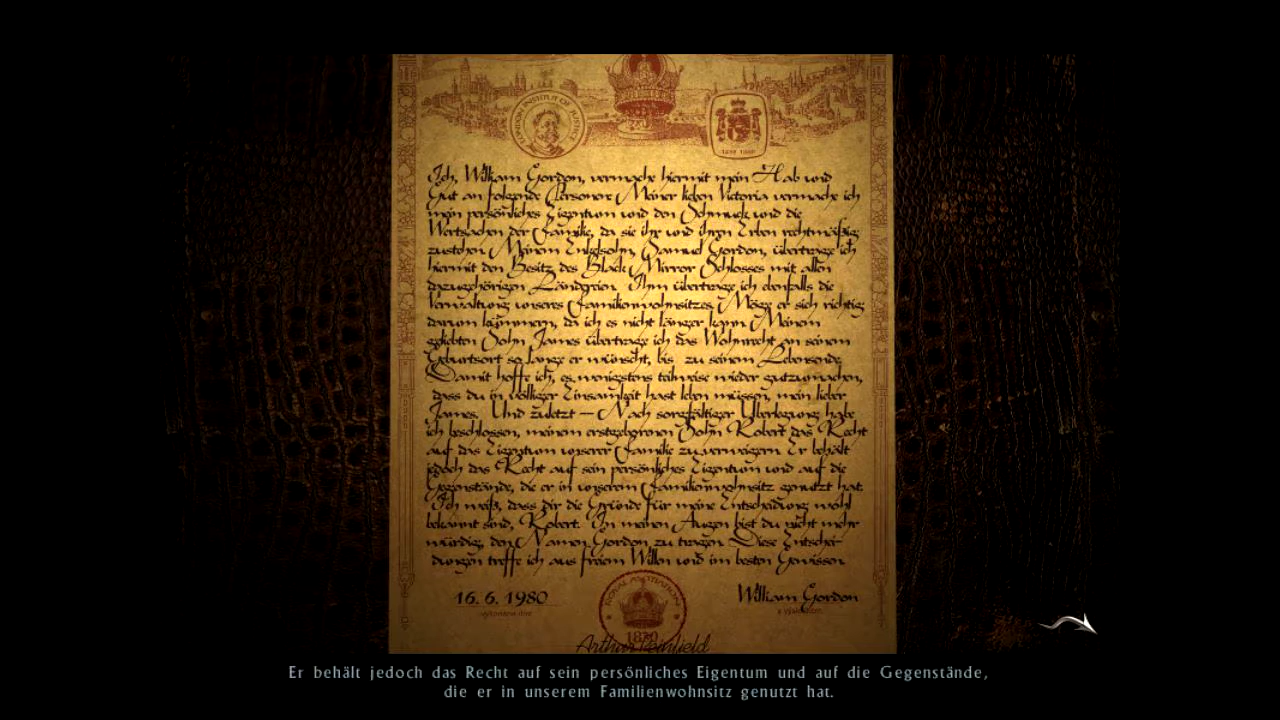 LONDON INSTITUT OF JUSTICE
Ich, William Gordon, vermache hiermit mein Hab und
Gut an folgende Personen: Meiner lieben Victoria vermache ich
mein persönliches Eigentum und den Schmuck und die
Wertsachen der Familie, da sie ihr und ihren Erben rechtmäßig
zustehen. Meinem Enkelsohn, Samuel Gordon, übertrage ich
hiermit den Besitz des Black Mirror Schlosses mit allen
dazugehörigen Ländereien. Ihm übertrage ich ebenfalls die
Verwaltung unseres Familienwohnsitzes. Möge er sich richtig
darum kümmern, da ich es nicht länger kann. Meinem
geliebten Sohn James übertrage ich das Wohnrecht an seinem
Geburtsort so lange er wünscht, bis zu seinem Lebensende.
Damit hoffe ich, es wenigstens teilweise wieder gutzumachen,
dass du in völliger Einsamkeit hast leben müssen, mein lieber
James. Und zuletzt – Nach sorgfältiger Überlegung habe
ich beschlossen, meinem erstgeborenen Sohn Robert das Recht
auf das Eigentum unserer Familie zu verweigern. Er behält
jedoch das Recht auf sein persönliches Eigentum und auf die
Gegenstände, die er in unserem Familienwohnsitz genutzt hat.
Ich weiß, dass dir die Gründe für meine Entscheidung wohl
bekannt sind, Robert. In meinen Augen bist du nicht mehr
würdig, den Namen Gordon zu tragen. Diese Entschei-
dungen treffe ich aus freiem Willen und im besten Gewissen.
16. 6. 1980
William Gordon
ROYAL
1830
Arthur
Er behält jedoch das Recht auf sein persönliches Eigentum und auf die Gegenstände,
die er in unserem Familienwohnsitz genutzt hat.